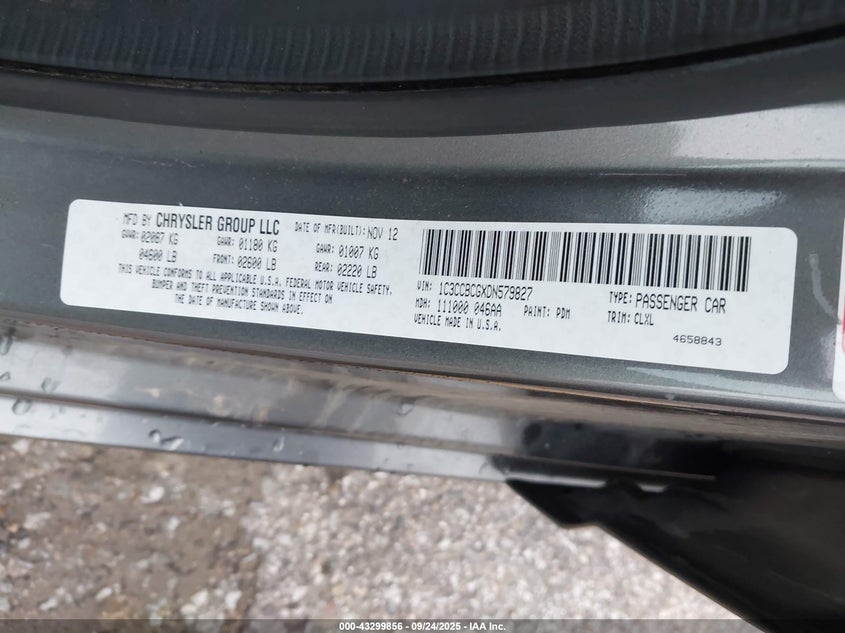 MFD BY CHRYSLER GROUP LLC DATE OF MFR(BUILT): NOV 12
GVWR: 02087 KG GAWR: 01180 KG GAWR: 01007 KG
04600 LB FRONT: 02600 LB REAR: 02220 LB
THIS VEHICLE CONFORMS TO ALL APPLICABLE U.S.A. FEDERAL MOTOR VEHICLE SAFETY,
BUMPER AND THEFT PREVENTION STANDARDS IN EFFECT ON
THE DATE OF MANUFACTURE SHOWN ABOVE.
VIN: 1C3CCBCGXDN579827 TYPE: PASSENGER CAR
MDH: 111000 046AA PAINT: PDM TRIM: CLXL
VEHICLE MADE IN U.S.A.
4658843
000-43299856 - 09/24/2025 - IAA Inc.